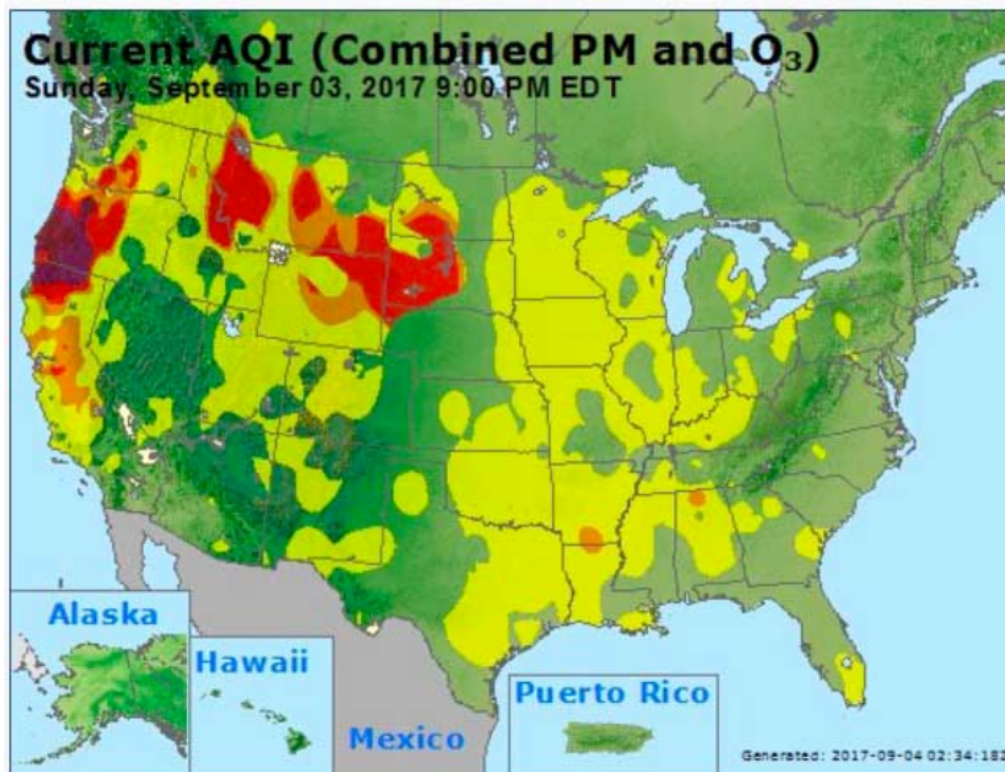 Current AQI (Combined PM and O₃)
Sunday, September 03, 2017 9:00 PM EDT
Alaska
Hawaii
Mexico
Puerto Rico
Generated: 2017-09-04 02:34:18Z